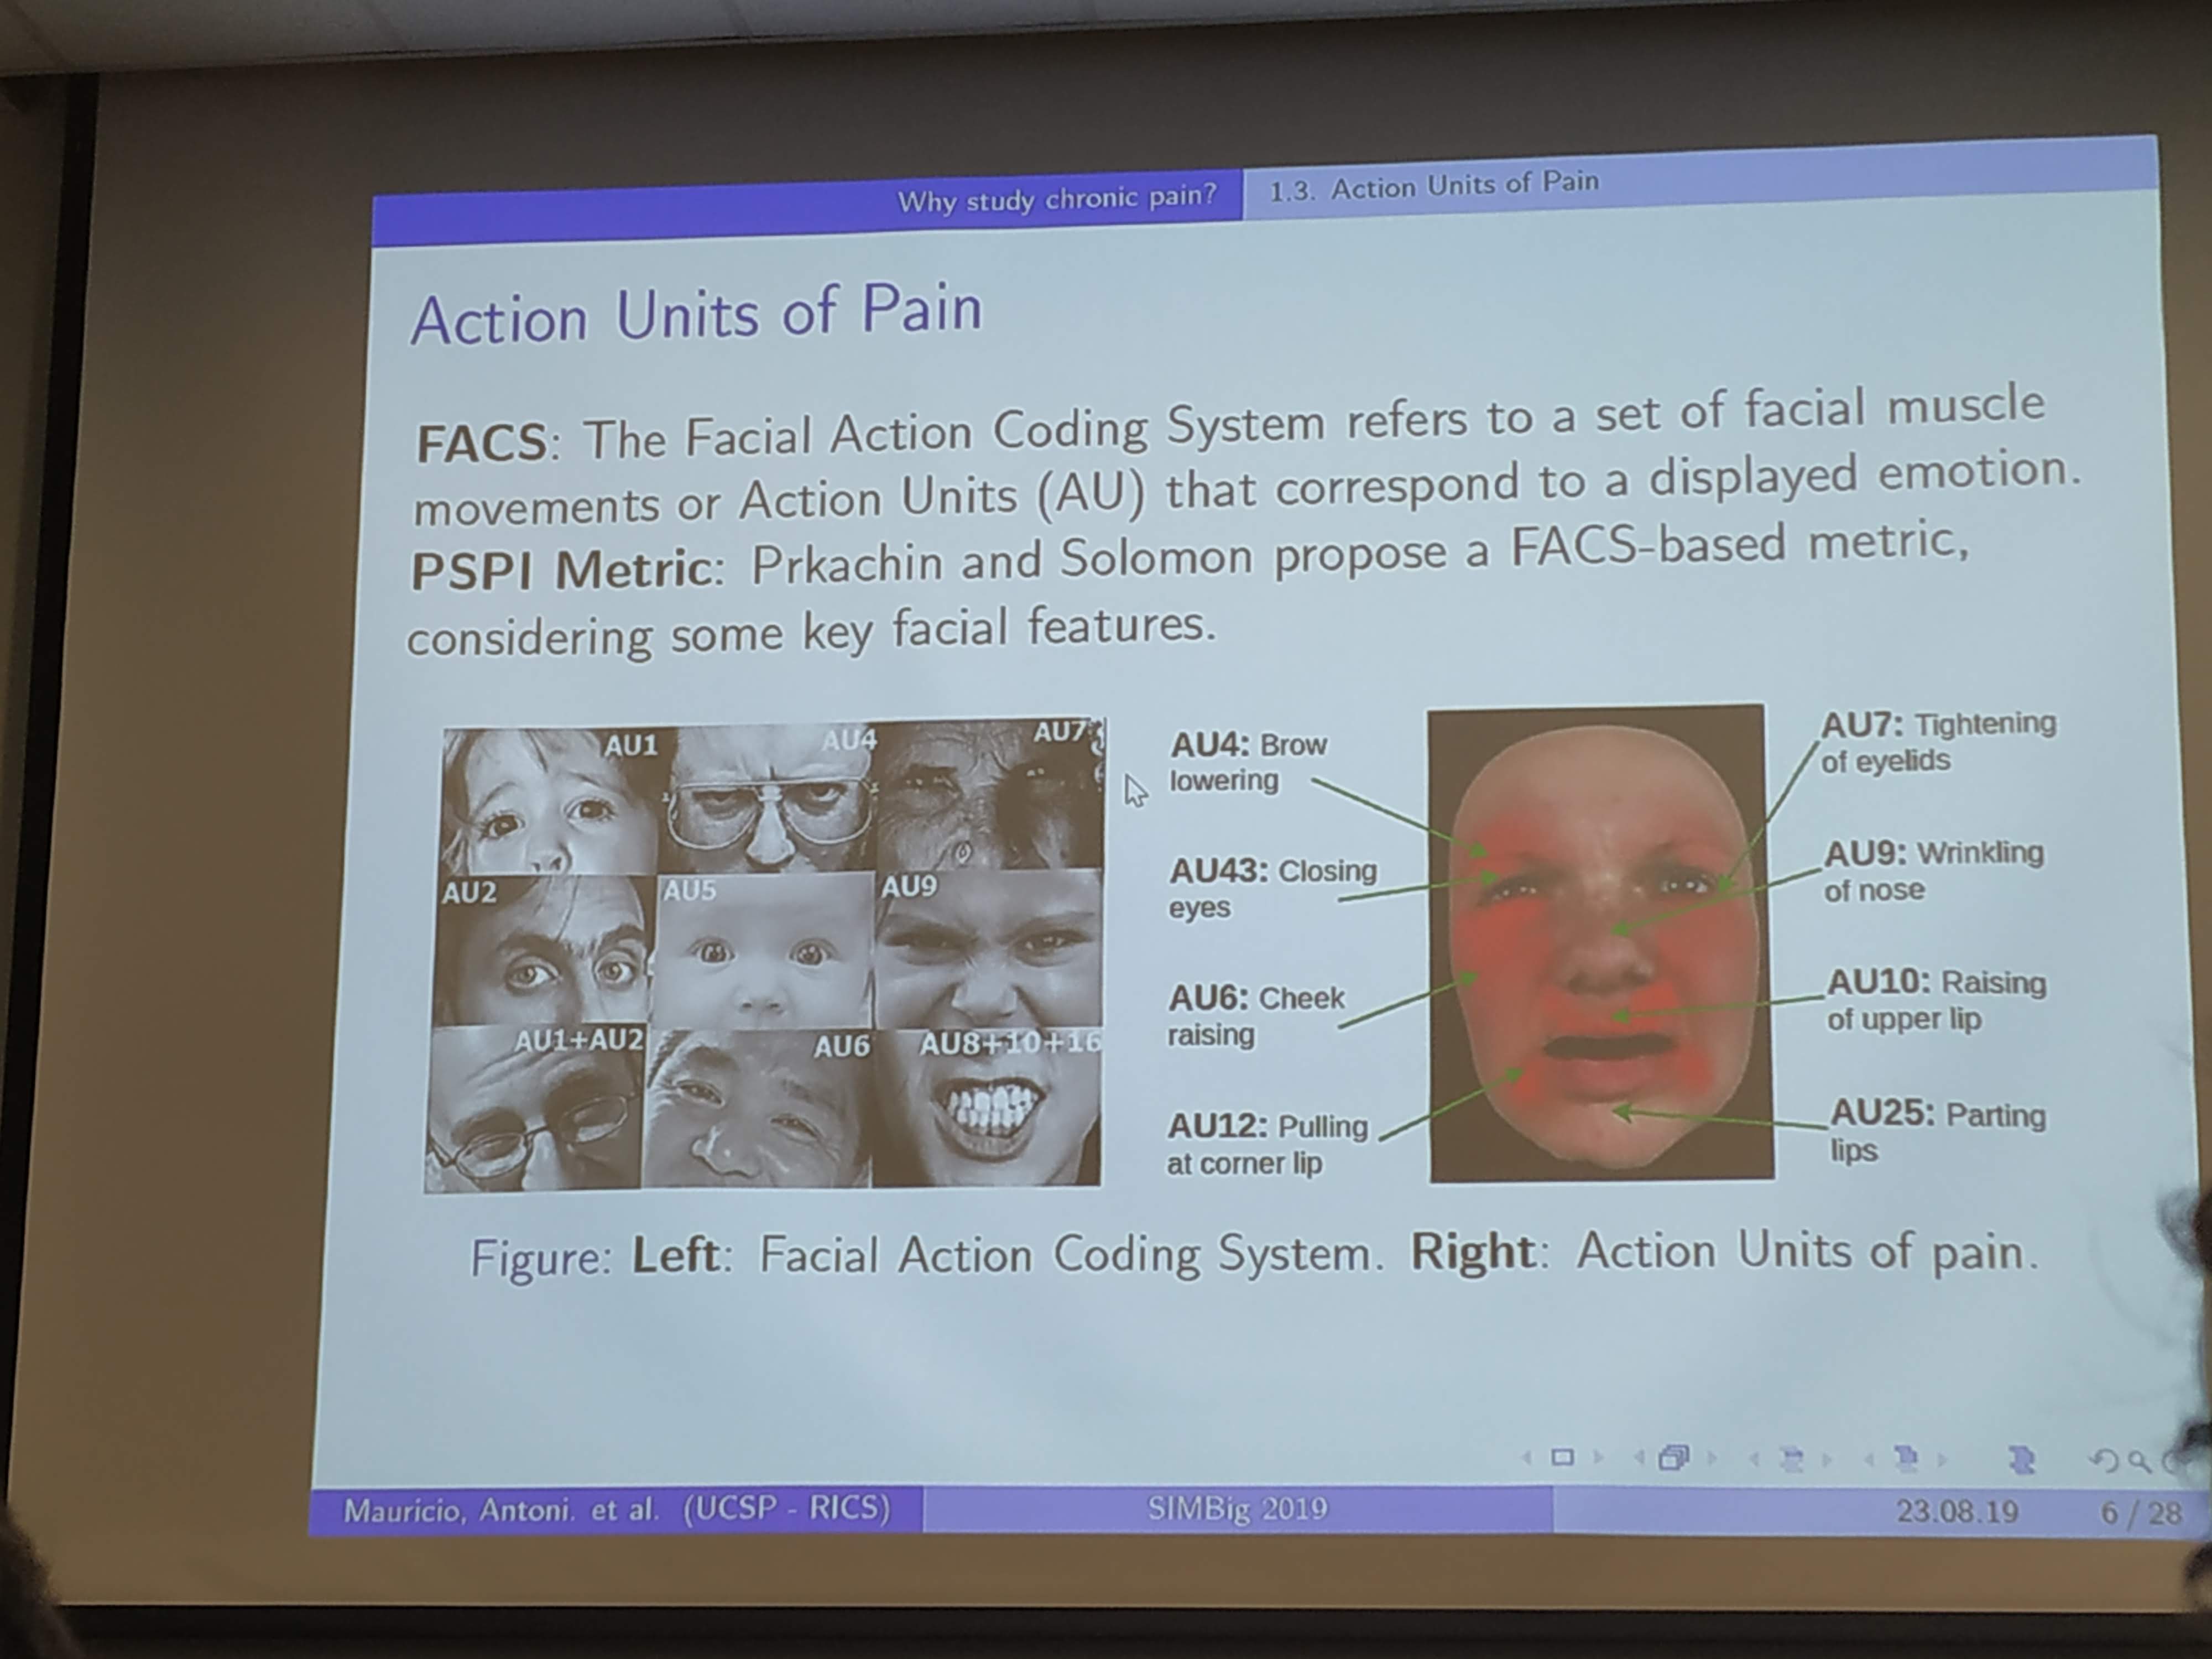 Why study chronic pain?
1.3. Action Units of Pain
Action Units of Pain
FACS: The Facial Action Coding System refers to a set of facial muscle
movements or Action Units (AU) that correspond to a displayed emotion.
PSPI Metric: Prkachin and Solomon propose a FACS-based metric,
considering some key facial features.
AU1
AU4
AU7
AU2
AU5
AU9
AU1+AU2
AU6
AU8+10+16
AU4: Brow
lowering
AU43: Closing
eyes
AU6: Cheek
raising
AU12: Pulling
at corner lip
AU7: Tightening
of eyelids
AU9: Wrinkling
of nose
AU10: Raising
of upper lip
AU25: Parting
lips
Figure: Left: Facial Action Coding System. Right: Action Units of pain.
Mauricio, Antoni. et al. (UCSP - RICS)
SIMBig 2019
23.08.19
6 / 28